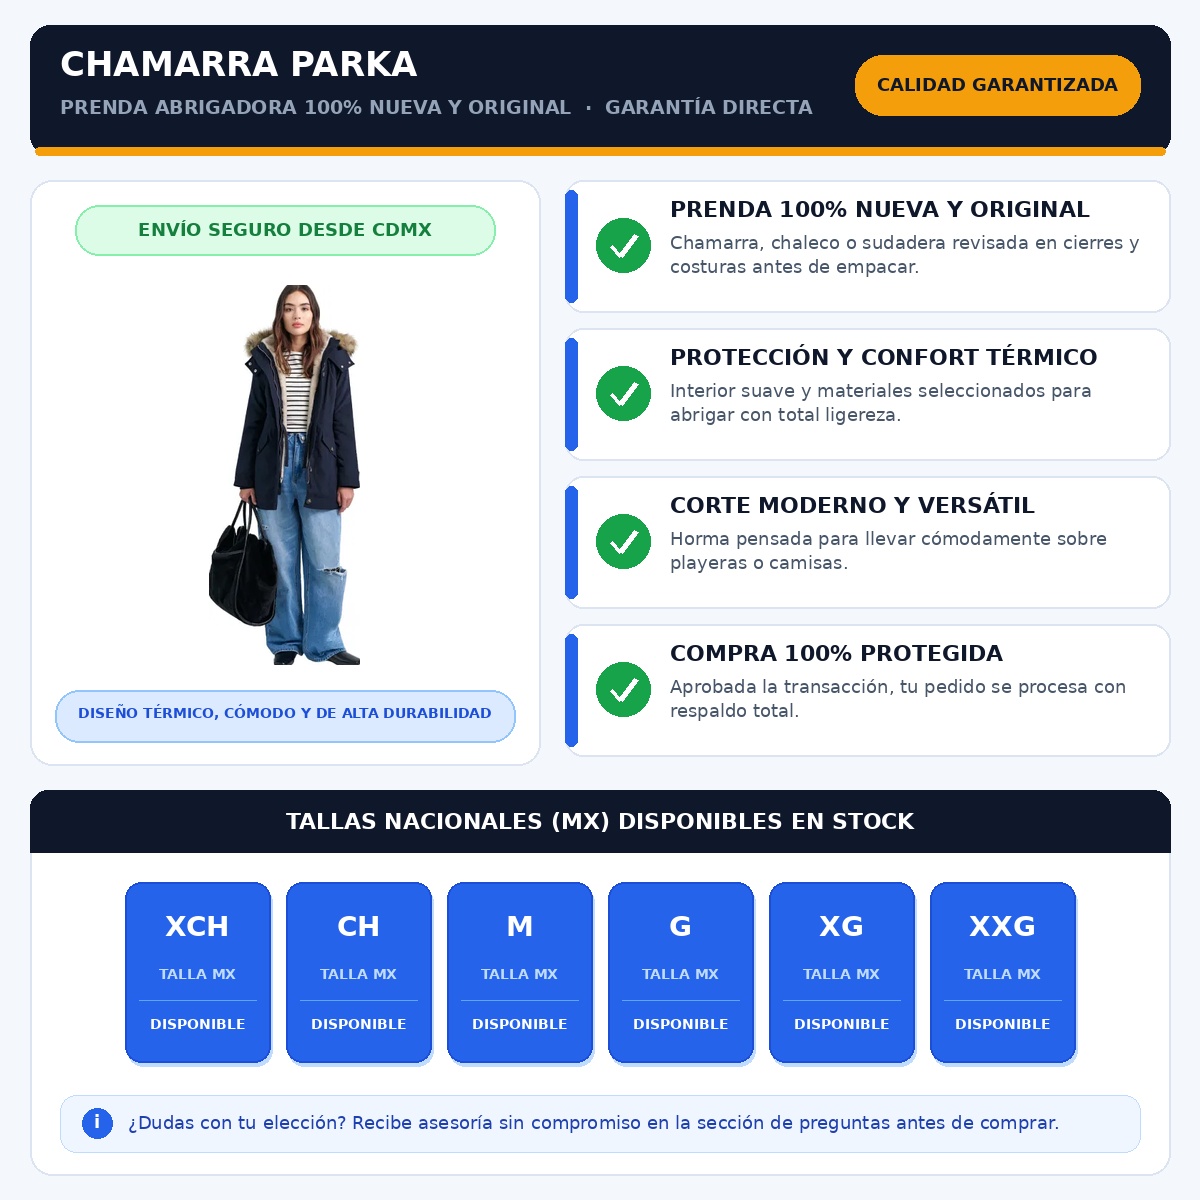 CHAMARRA PARKA
PRENDA ABRIGADORA 100% NUEVA Y ORIGINAL · GARANTÍA DIRECTA
CALIDAD GARANTIZADA
ENVÍO SEGURO DESDE CDMX
DISEÑO TÉRMICO, CÓMODO Y DE ALTA DURABILIDAD
PRENDA 100% NUEVA Y ORIGINAL
Chamarra, chaleco o sudadera revisada en cierres y
costuras antes de empacar.
PROTECCIÓN Y CONFORT TÉRMICO
Interior suave y materiales seleccionados para
abrigar con total ligereza.
CORTE MODERNO Y VERSÁTIL
Horma pensada para llevar cómodamente sobre
playeras o camisas.
COMPRA 100% PROTEGIDA
Aprobada la transacción, tu pedido se procesa con
respaldo total.
TALLAS NACIONALES (MX) DISPONIBLES EN STOCK
XCH
TALLA MX
DISPONIBLE
CH
TALLA MX
DISPONIBLE
M
TALLA MX
DISPONIBLE
G
TALLA MX
DISPONIBLE
XG
TALLA MX
DISPONIBLE
XXG
TALLA MX
DISPONIBLE
i
¿Dudas con tu elección? Recibe asesoría sin compromiso en la sección de preguntas antes de comprar.